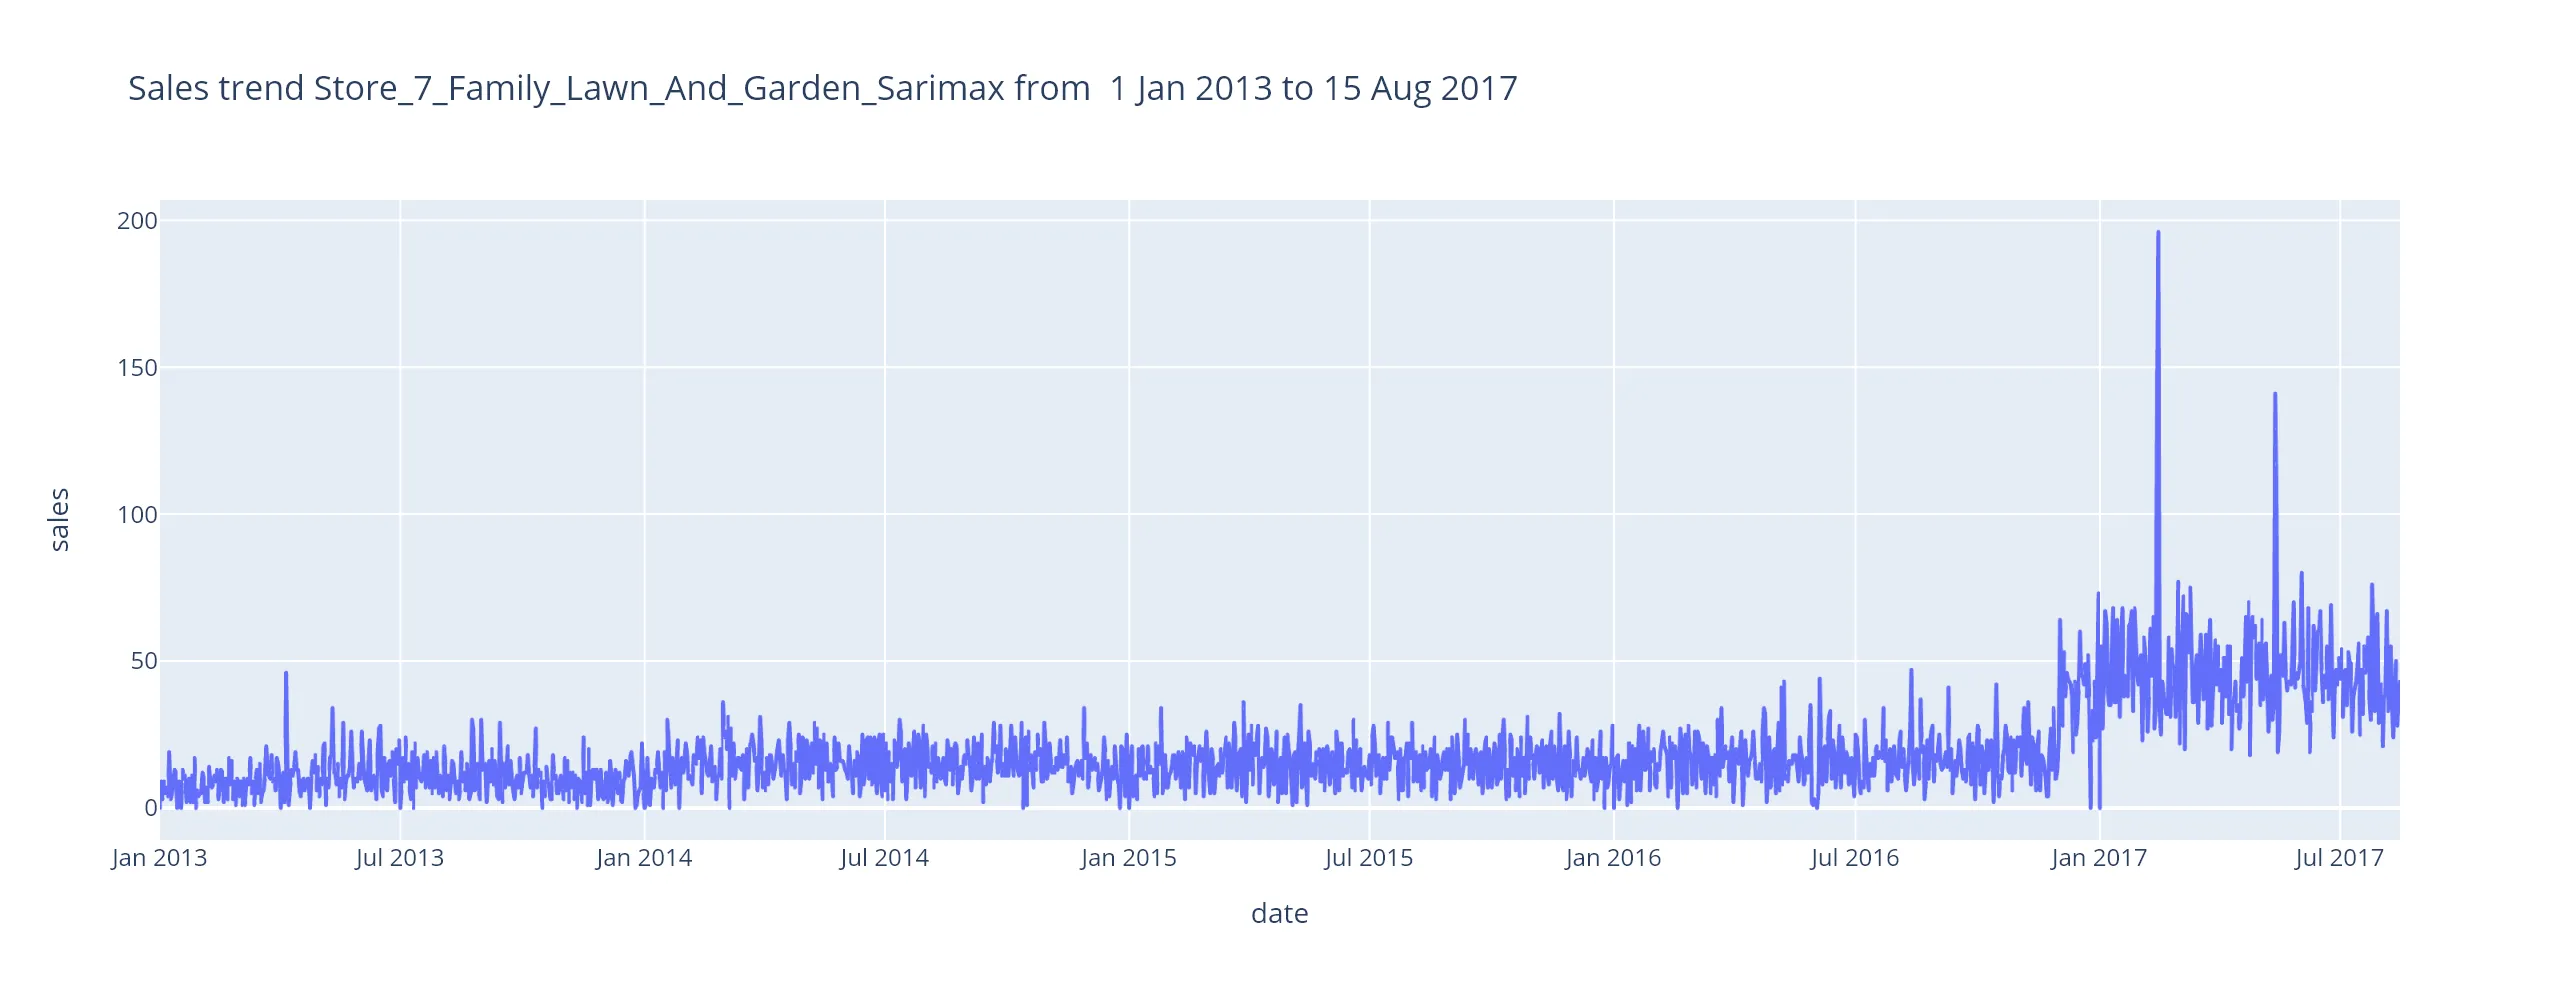 Sales trend Store_7_Family_Lawn_And_Garden_Sarimax from  1 Jan 2013 to 15 Aug 2017
200
150
100
50
0
sales
Jan 2013
Jul 2013
Jan 2014
Jul 2014
Jan 2015
Jul 2015
Jan 2016
Jul 2016
Jan 2017
Jul 2017
date